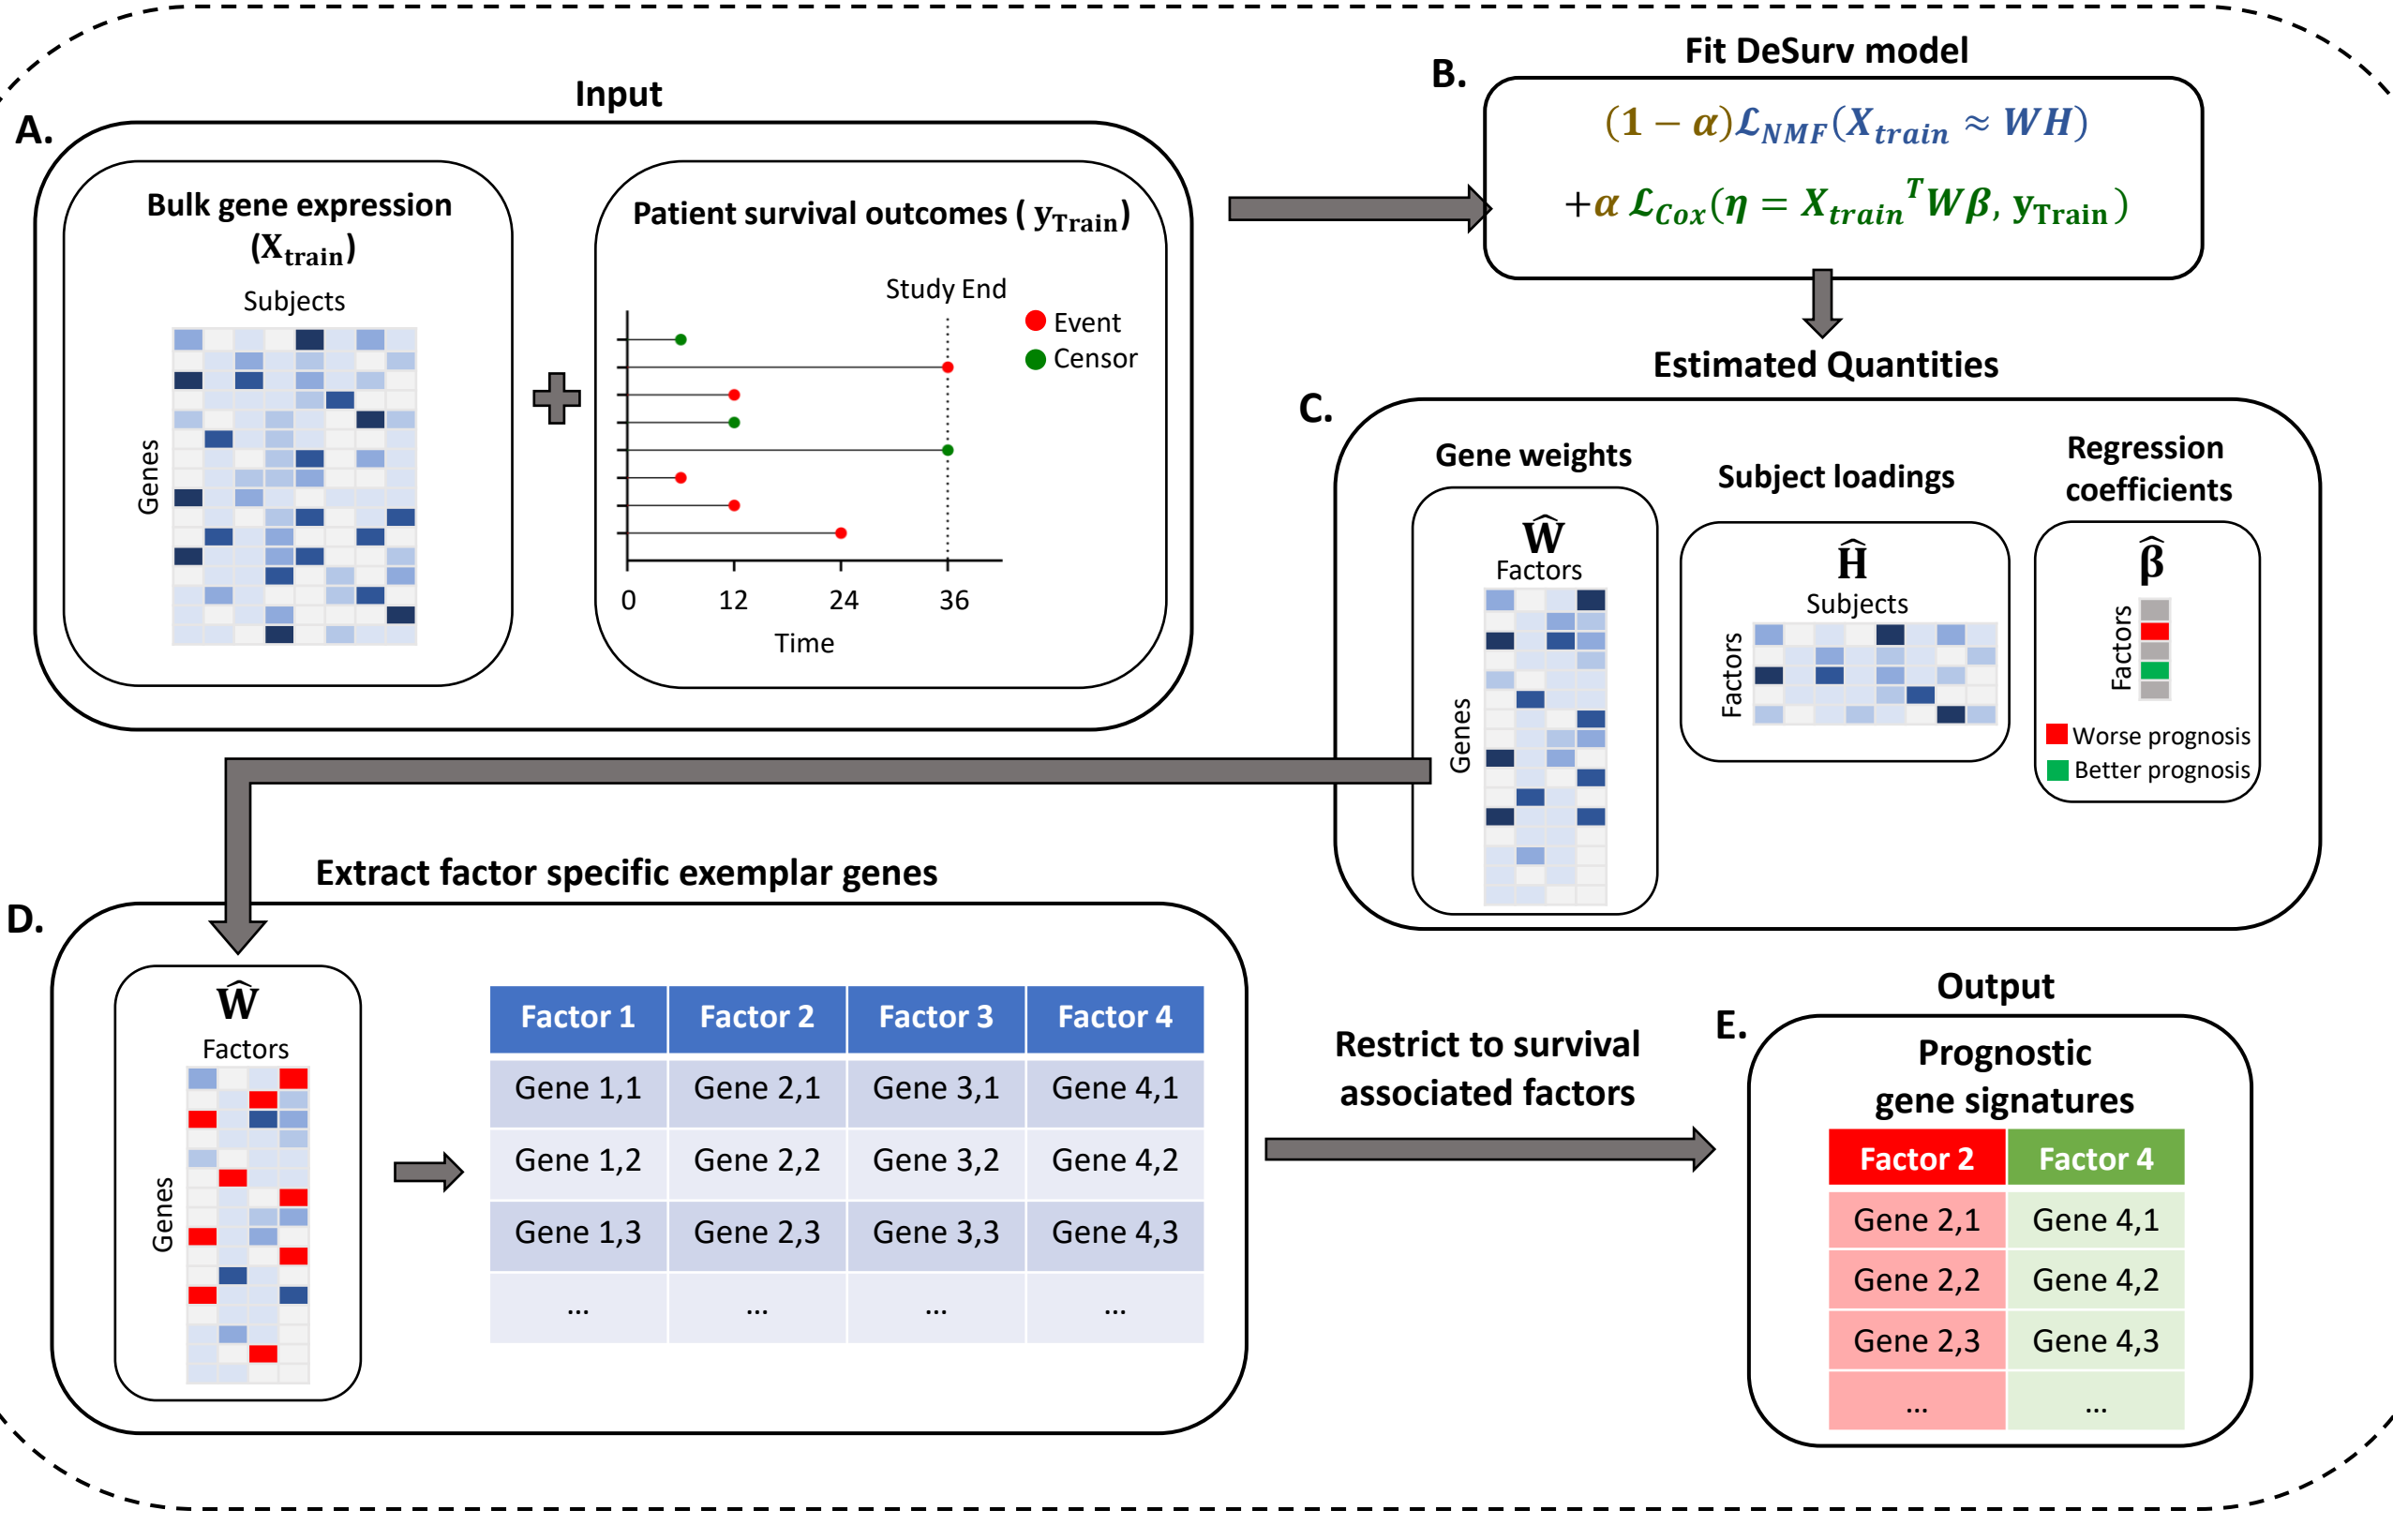 A.
Input
Bulk gene expression
(X_train)
Subjects
Genes
Patient survival outcomes ( y_Train)
Study End
Event
Censor
0 12 24 36
Time
B.
Fit DeSurv model
(1 − α)ℒ_NMF(X_train ≈ WH)
+α ℒ_Cox(η = X_train^T Wβ, y_Train )
Estimated Quantities
C.
Gene weights
Ŵ
Factors
Genes
Subject loadings
Ĥ
Subjects
Factors
Regression
coefficients
β̂
Factors
Worse prognosis
Better prognosis
Extract factor specific exemplar genes
D.
Ŵ
Factors
Genes
Factor 1 Factor 2 Factor 3 Factor 4
Gene 1,1 Gene 2,1 Gene 3,1 Gene 4,1
Gene 1,2 Gene 2,2 Gene 3,2 Gene 4,2
Gene 1,3 Gene 2,3 Gene 3,3 Gene 4,3
... ... ... ...
Restrict to survival
associated factors
Output
E.
Prognostic
gene signatures
Factor 2 Factor 4
Gene 2,1 Gene 4,1
Gene 2,2 Gene 4,2
Gene 2,3 Gene 4,3
... ...